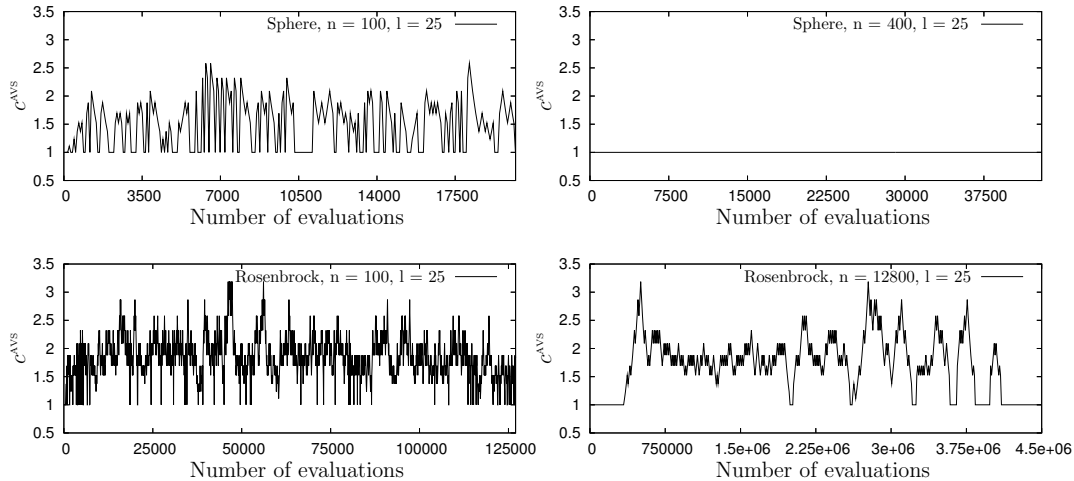 Sphere, n = 100, l = 25
3.5
3
2.5
2
1.5
1
0.5
c^AVS
0 3500 7000 10500 14000 17500
Number of evaluations
Sphere, n = 400, l = 25
3.5
3
2.5
2
1.5
1
0.5
c^AVS
0 7500 15000 22500 30000 37500
Number of evaluations
Rosenbrock, n = 100, l = 25
3.5
3
2.5
2
1.5
1
0.5
c^AVS
0 25000 50000 75000 100000 125000
Number of evaluations
Rosenbrock, n = 12800, l = 25
3.5
3
2.5
2
1.5
1
0.5
c^AVS
0 750000 1.5e+06 2.25e+06 3e+06 3.75e+06 4.5e+06
Number of evaluations